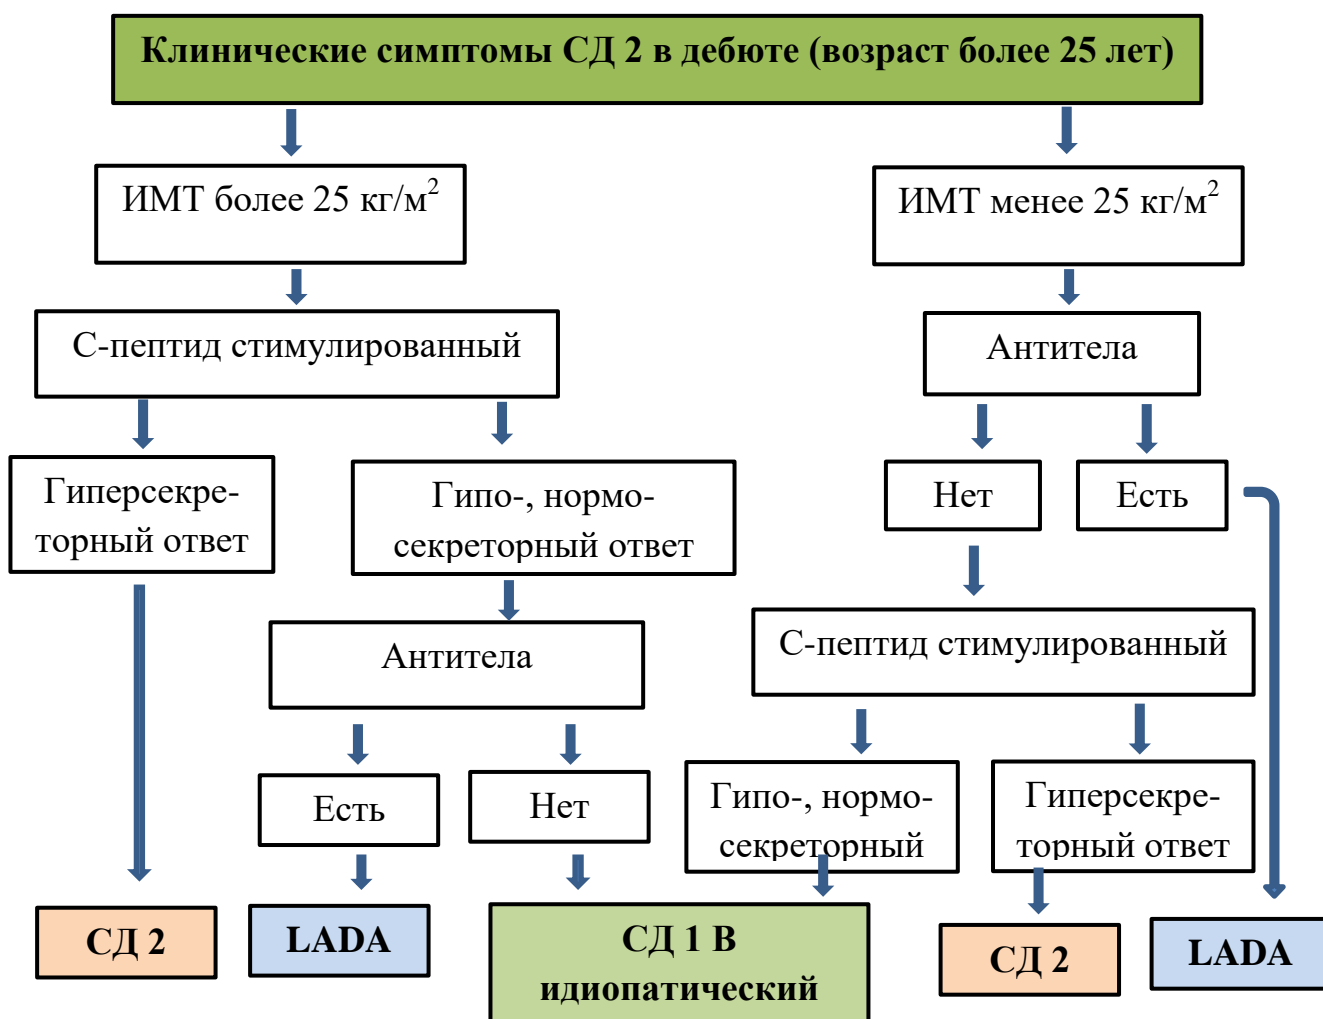 Клинические симптомы СД 2 в дебюте (возраст более 25 лет)
ИМТ более 25 кг/м²
ИМТ менее 25 кг/м²
С-пептид стимулированный
Антитела
Гиперсекре-
торный ответ
Гипо-, нормо-
секреторный ответ
Нет
Есть
Антитела
С-пептид стимулированный
Есть
Нет
Гипо-, нормо-
секреторный
Гиперсекре-
торный ответ
СД 2
LADA
СД 1 В
идиопатический
СД 2
LADA